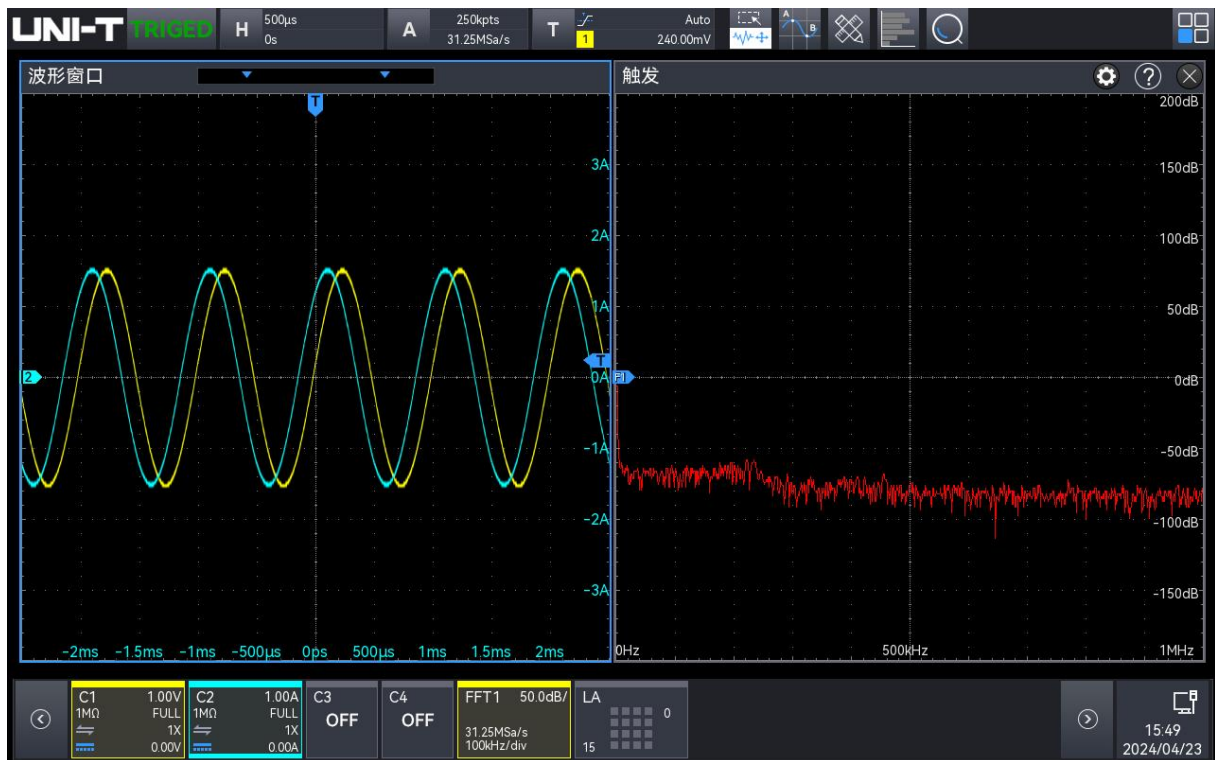 UNI-T TRIGED H 500μs 0s A 250kpts 31.25MSa/s T 1 Auto 240.00mV A B
波形窗口
触发
?
T
200dB
3A
150dB
2A
100dB
1A
50dB
T
2
0A
F1
0dB
-1A
-50dB
-2A
-100dB
-3A
-150dB
-2ms -1.5ms -1ms -500μs 0ps 500μs 1ms 1.5ms 2ms
0Hz 500kHz 1MHz
C1 1.00V
1MΩ FULL
1X
0.00V
C2 1.00A
1MΩ FULL
1X
0.00A
C3
OFF
C4
OFF
FFT1 50.0dB/
31.25MSa/s
100kHz/div
LA
0
15
15:49
2024/04/23